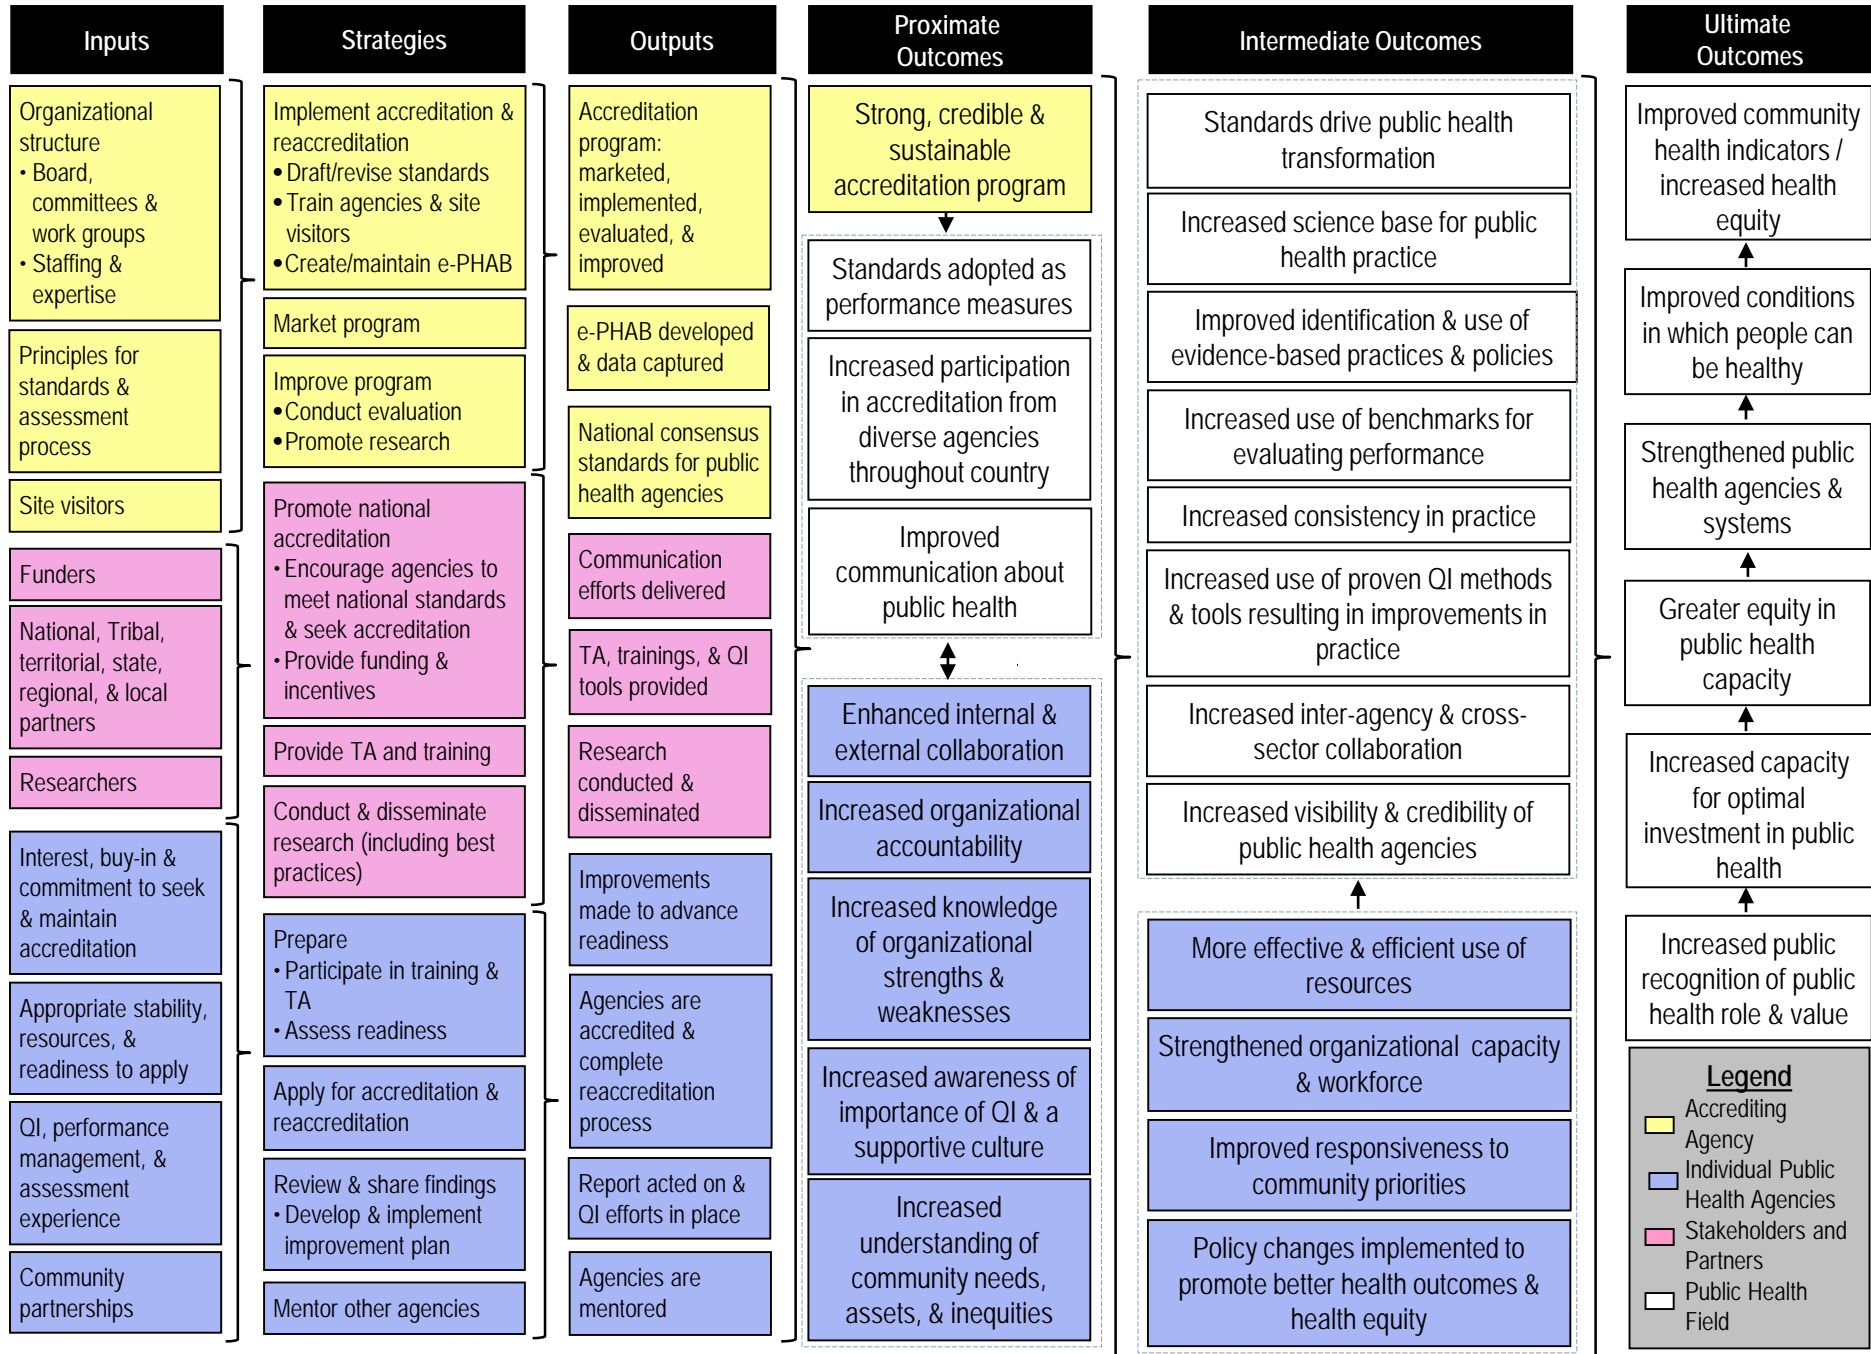 Inputs
Strategies
Outputs
Proximate
Outcomes
Intermediate Outcomes
Ultimate
Outcomes
Organizational
structure
• Board,
committees &
work groups
• Staffing &
expertise
Principles for
standards &
assessment
process
Site visitors
Funders
National, Tribal,
territorial, state,
regional, & local
partners
Researchers
Interest, buy-in &
commitment to seek
& maintain
accreditation
Appropriate stability,
resources, &
readiness to apply
QI, performance
management, &
assessment
experience
Community
partnerships
Implement accreditation &
reaccreditation
• Draft/revise standards
• Train agencies & site
visitors
• Create/maintain e-PHAB
Market program
Improve program
• Conduct evaluation
• Promote research
Promote national
accreditation
• Encourage agencies to
meet national standards
& seek accreditation
• Provide funding &
incentives
Provide TA and training
Conduct & disseminate
research (including best
practices)
Prepare
• Participate in training &
TA
• Assess readiness
Apply for accreditation &
reaccreditation
Review & share findings
• Develop & implement
improvement plan
Mentor other agencies
Accreditation
program:
marketed,
implemented,
evaluated, &
improved
e-PHAB developed
& data captured
National consensus
standards for public
health agencies
Communication
efforts delivered
TA, trainings, & QI
tools provided
Research
conducted &
disseminated
Improvements
made to advance
readiness
Agencies are
accredited &
complete
reaccreditation
process
Report acted on &
QI efforts in place
Agencies are
mentored
Strong, credible &
sustainable
accreditation program
Standards adopted as
performance measures
Increased participation
in accreditation from
diverse agencies
throughout country
Improved
communication about
public health
Enhanced internal &
external collaboration
Increased organizational
accountability
Increased knowledge
of organizational
strengths &
weaknesses
Increased awareness of
importance of QI & a
supportive culture
Increased
understanding of
community needs,
assets, & inequities
Standards drive public health
transformation
Increased science base for public
health practice
Improved identification & use of
evidence-based practices & policies
Increased use of benchmarks for
evaluating performance
Increased consistency in practice
Increased use of proven QI methods
& tools resulting in improvements in
practice
Increased inter-agency & cross-
sector collaboration
Increased visibility & credibility of
public health agencies
More effective & efficient use of
resources
Strengthened organizational capacity
& workforce
Improved responsiveness to
community priorities
Policy changes implemented to
promote better health outcomes &
health equity
Improved community
health indicators /
increased health
equity
Improved conditions
in which people can
be healthy
Strengthened public
health agencies &
systems
Greater equity in
public health
capacity
Increased capacity
for optimal
investment in public
health
Increased public
recognition of public
health role & value
Legend
Accrediting
Agency
Individual Public
Health Agencies
Stakeholders and
Partners
Public Health
Field